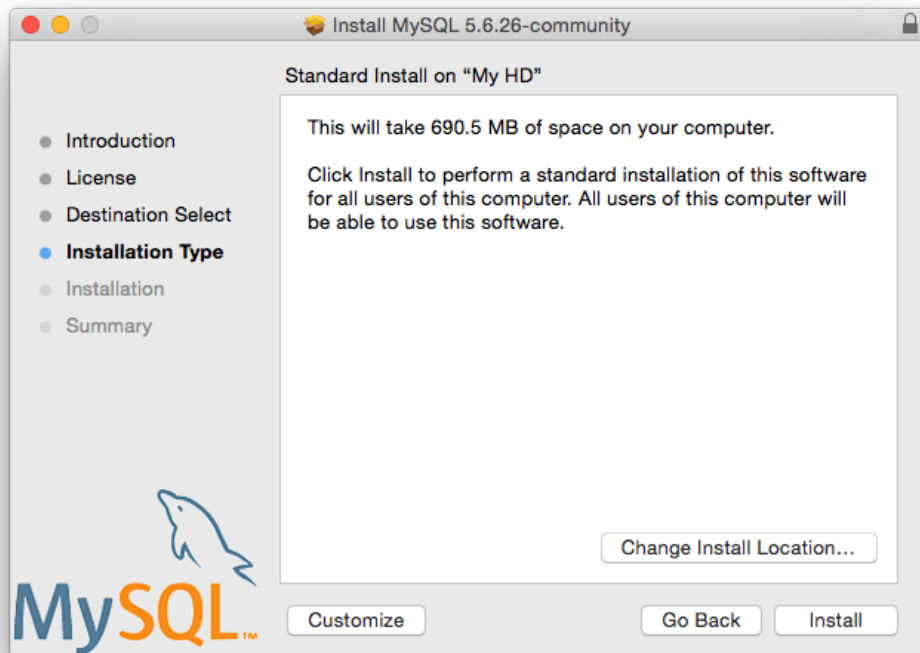 Install MySQL 5.6.26-community
Standard Install on “My HD”
Introduction
License
Destination Select
Installation Type
Installation
Summary
This will take 690.5 MB of space on your computer.
Click Install to perform a standard installation of this software
for all users of this computer. All users of this computer will
be able to use this software.
Change Install Location...
MySQL™
Customize
Go Back
Install